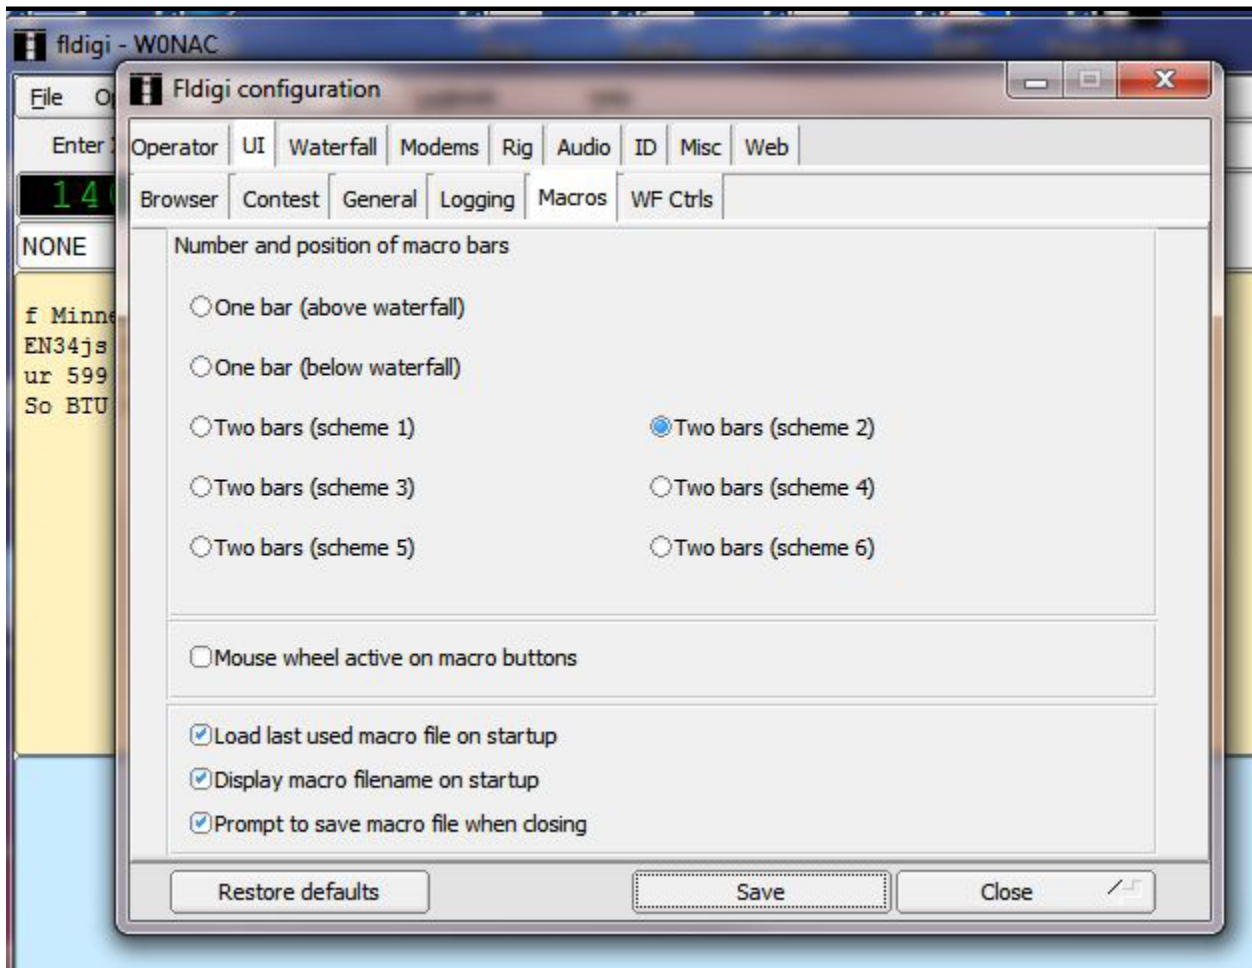 fldigi - W0NAC
Fldigi configuration
File
Enter
Operator UI Waterfall Modems Rig Audio ID Misc Web
140
Browser Contest General Logging Macros WF Ctrls
NONE
Number and position of macro bars
One bar (above waterfall)
f Minne
EN34js
One bar (below waterfall)
ur 599
So BTU
Two bars (scheme 1) Two bars (scheme 2)
Two bars (scheme 3) Two bars (scheme 4)
Two bars (scheme 5) Two bars (scheme 6)
Mouse wheel active on macro buttons
Load last used macro file on startup
Display macro filename on startup
Prompt to save macro file when closing
Restore defaults Save Close